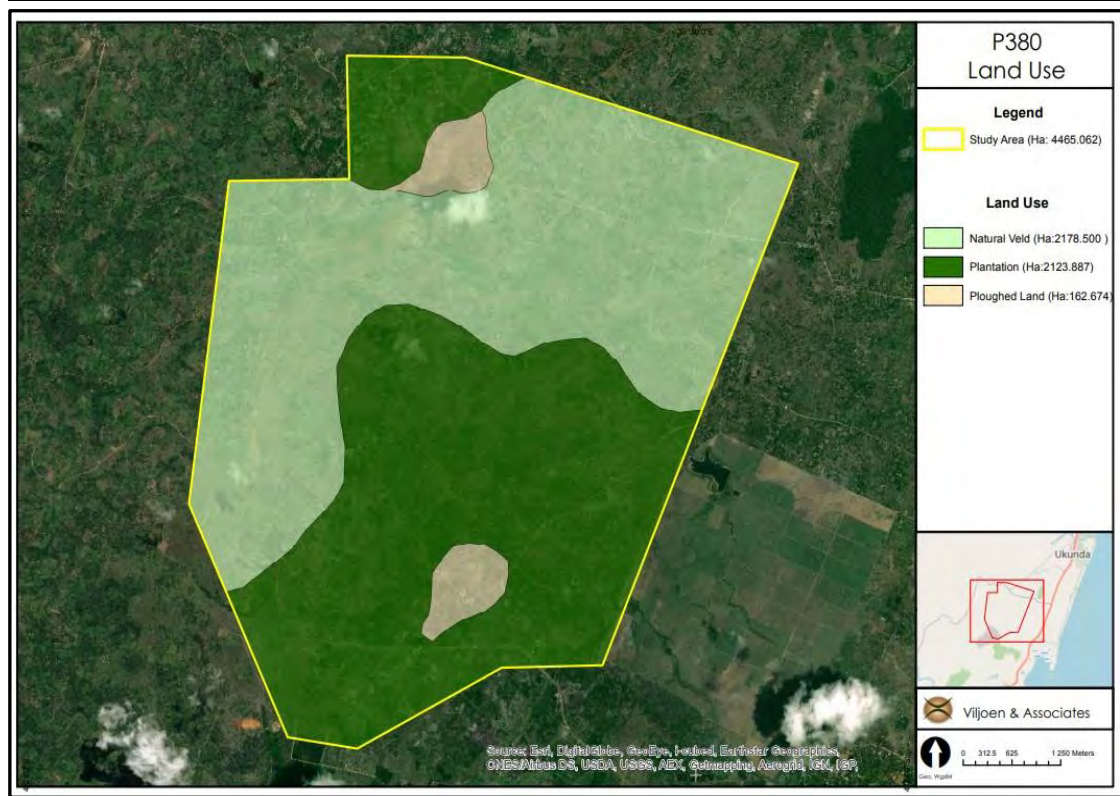 P380
Land Use
Legend
Study Area (Ha: 4465.062)
Land Use
Natural Veld (Ha:2178.500 )
Plantation (Ha:2123.887)
Ploughed Land (Ha:162.674)
Ukunda
Viljoen & Associates
0 312.5 625 1 250 Meters
Geo, Wgs84
Source: Esri, DigitalGlobe, GeoEye, i-cubed, Earthstar Geographics,
CNES/Airbus DS, USDA, USGS, AEX, Getmapping, Aerogrid, IGN, IGP,